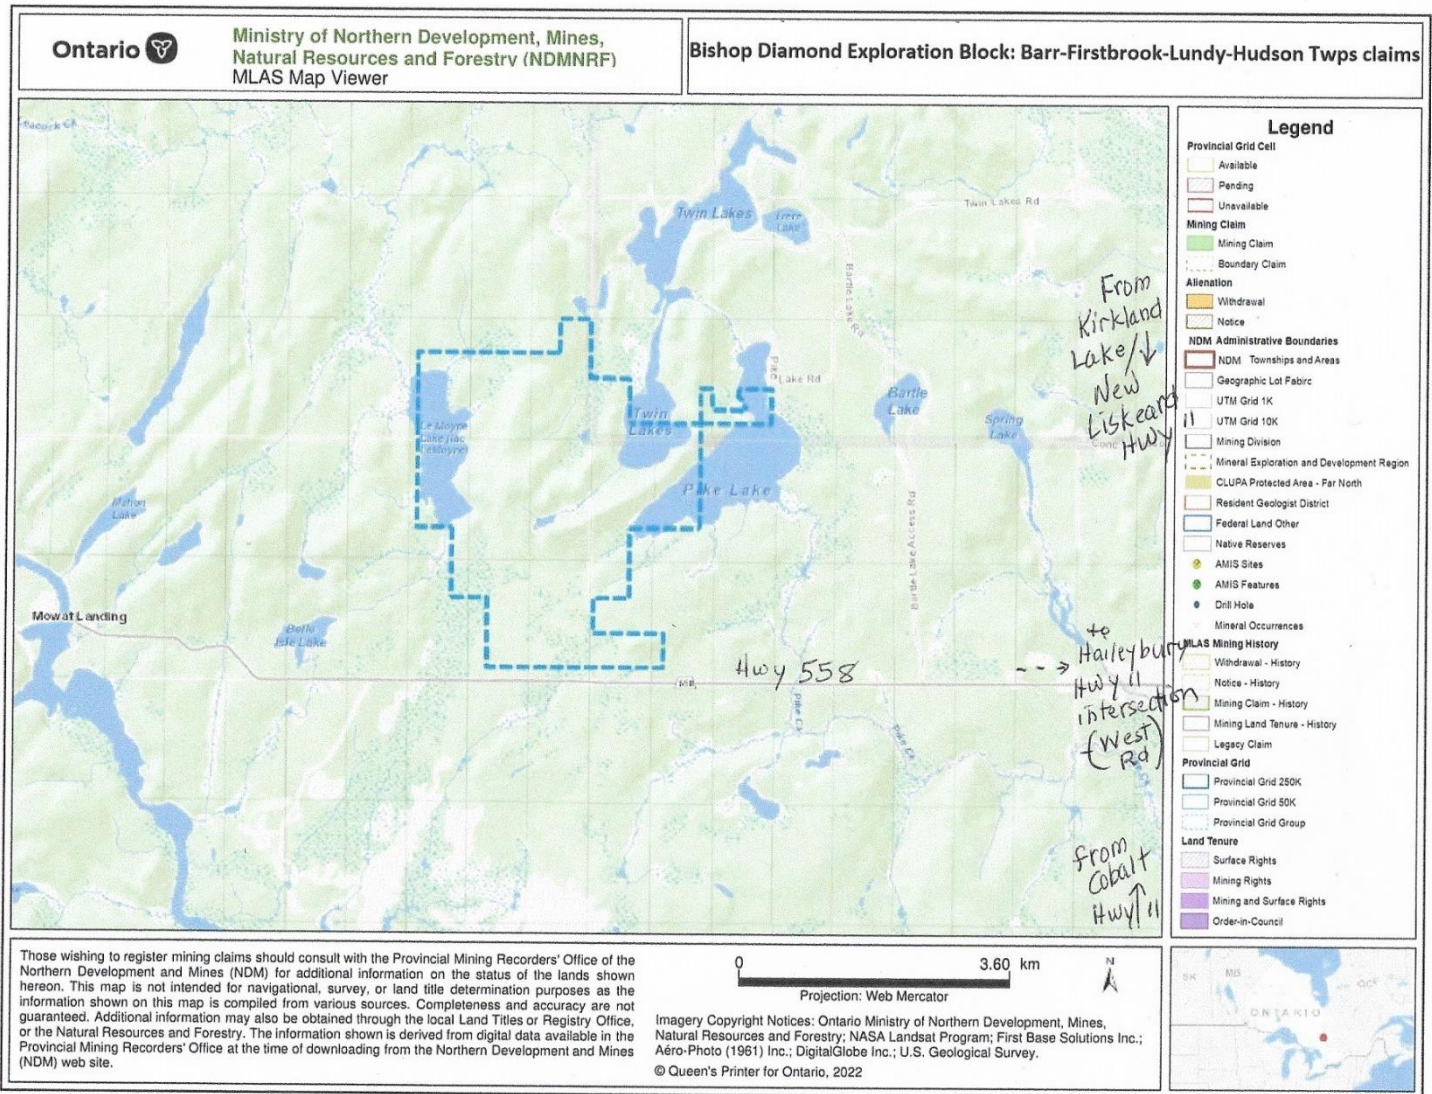 Ontario
Ministry of Northern Development, Mines,
Natural Resources and Forestry (NDMNRF)
MLAS Map Viewer
Bishop Diamond Exploration Block: Barr-Firstbrook-Lundy-Hudson Twps claims
Twin Lakes
Twin Lakes Rd
Bartle Lake Rd
Pike
Lake Rd
Bartle
Lake
Spring
Lake
Le Moyne
Lake (lac
LeMoyne)
Twin
Lakes
Pike Lake
Bartle Lake Access Rd
Conc
Lake
Mowat Landing
Belle
Isle Lake
Pike Ck
Pike Ck
From
Kirkland
Lake/↓
New
Liskeard
Hwy 11
Hwy 558
to
--→ Haileybury
Hwy 11
intersection
(West
Rd)
from
Cobalt
↑
Hwy 11
Legend
Provincial Grid Cell
Available
Pending
Unavailable
Mining Claim
Mining Claim
Boundary Claim
Alienation
Withdrawal
Notice
NDM Administrative Boundaries
NDM Townships and Areas
Geographic Lot Fabirc
UTM Grid 1K
UTM Grid 10K
Mining Division
Mineral Exploration and Development Region
CLUPA Protected Area - Far North
Resident Geologist District
Federal Land Other
Native Reserves
AMIS Sites
AMIS Features
Drill Hole
Mineral Occurrences
MLAS Mining History
Withdrawal - History
Notice - History
Mining Claim - History
Mining Land Tenure - History
Legacy Claim
Provincial Grid
Provincial Grid 250K
Provincial Grid 50K
Provincial Grid Group
Land Tenure
Surface Rights
Mining Rights
Mining and Surface Rights
Order-in-Council
Those wishing to register mining claims should consult with the Provincial Mining Recorders' Office of the
Northern Development and Mines (NDM) for additional information on the status of the lands shown
hereon. This map is not intended for navigational, survey, or land title determination purposes as the
information shown on this map is compiled from various sources. Completeness and accuracy are not
guaranteed. Additional information may also be obtained through the local Land Titles or Registry Office,
or the Natural Resources and Forestry. The information shown is derived from digital data available in the
Provincial Mining Recorders' Office at the time of downloading from the Northern Development and Mines
(NDM) web site.
0 3.60 km
Projection: Web Mercator
N
Imagery Copyright Notices: Ontario Ministry of Northern Development, Mines,
Natural Resources and Forestry; NASA Landsat Program; First Base Solutions Inc.;
Aéro-Photo (1961) Inc.; DigitalGlobe Inc.; U.S. Geological Survey.
© Queen's Printer for Ontario, 2022
SK MB
ONTARIO
QC